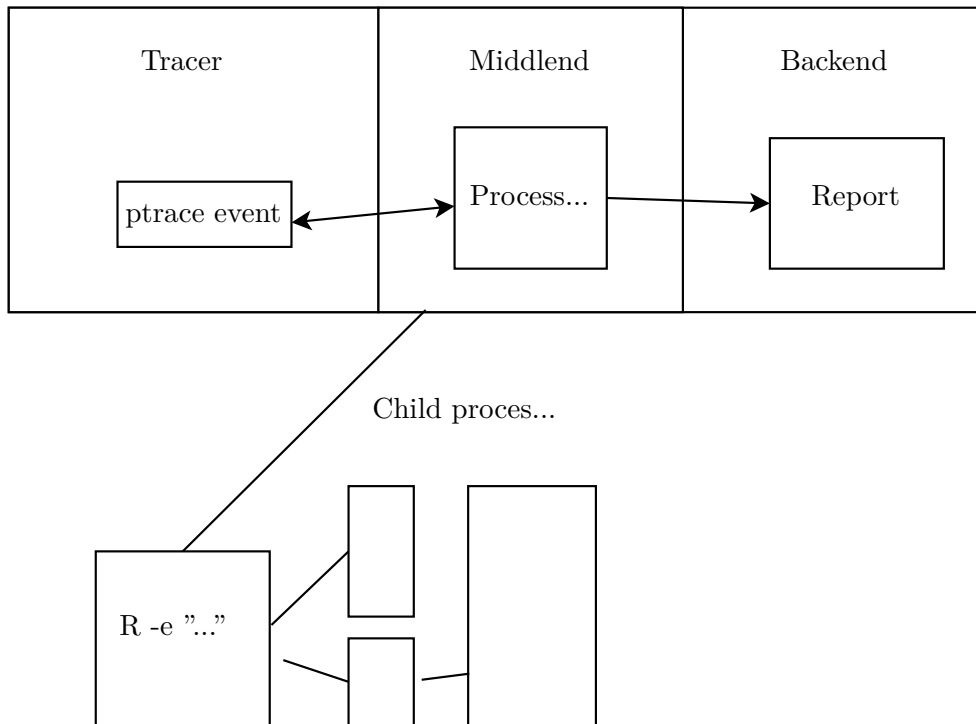 Tracer
Middlend
Backend
ptrace event
Process...
Report
Child proces...
R -e "..."